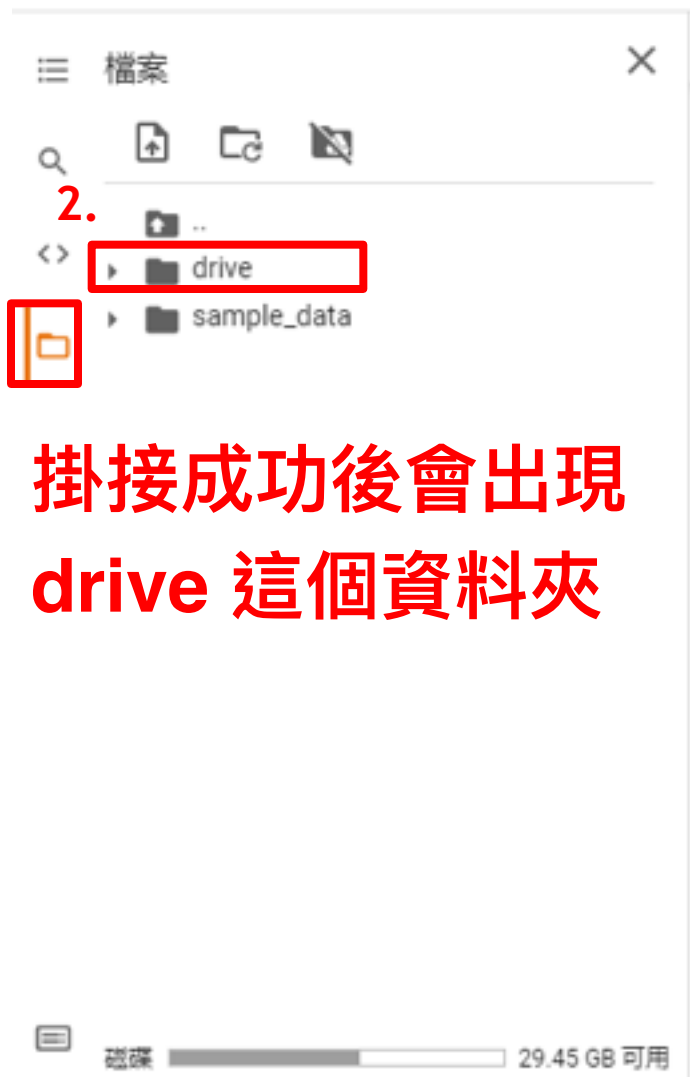 檔案
2.
..
drive
sample_data
掛接成功後會出現
drive 這個資料夾
磁碟 29.45 GB 可用